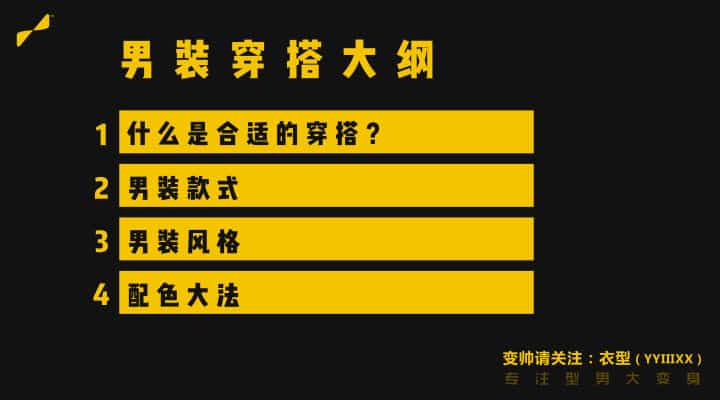 男装穿搭大纲
1 什么是合适的穿搭？
2 男装款式
3 男装风格
4 配色大法
变帅请关注：衣型（YYIIIXX）
专注型男大变身